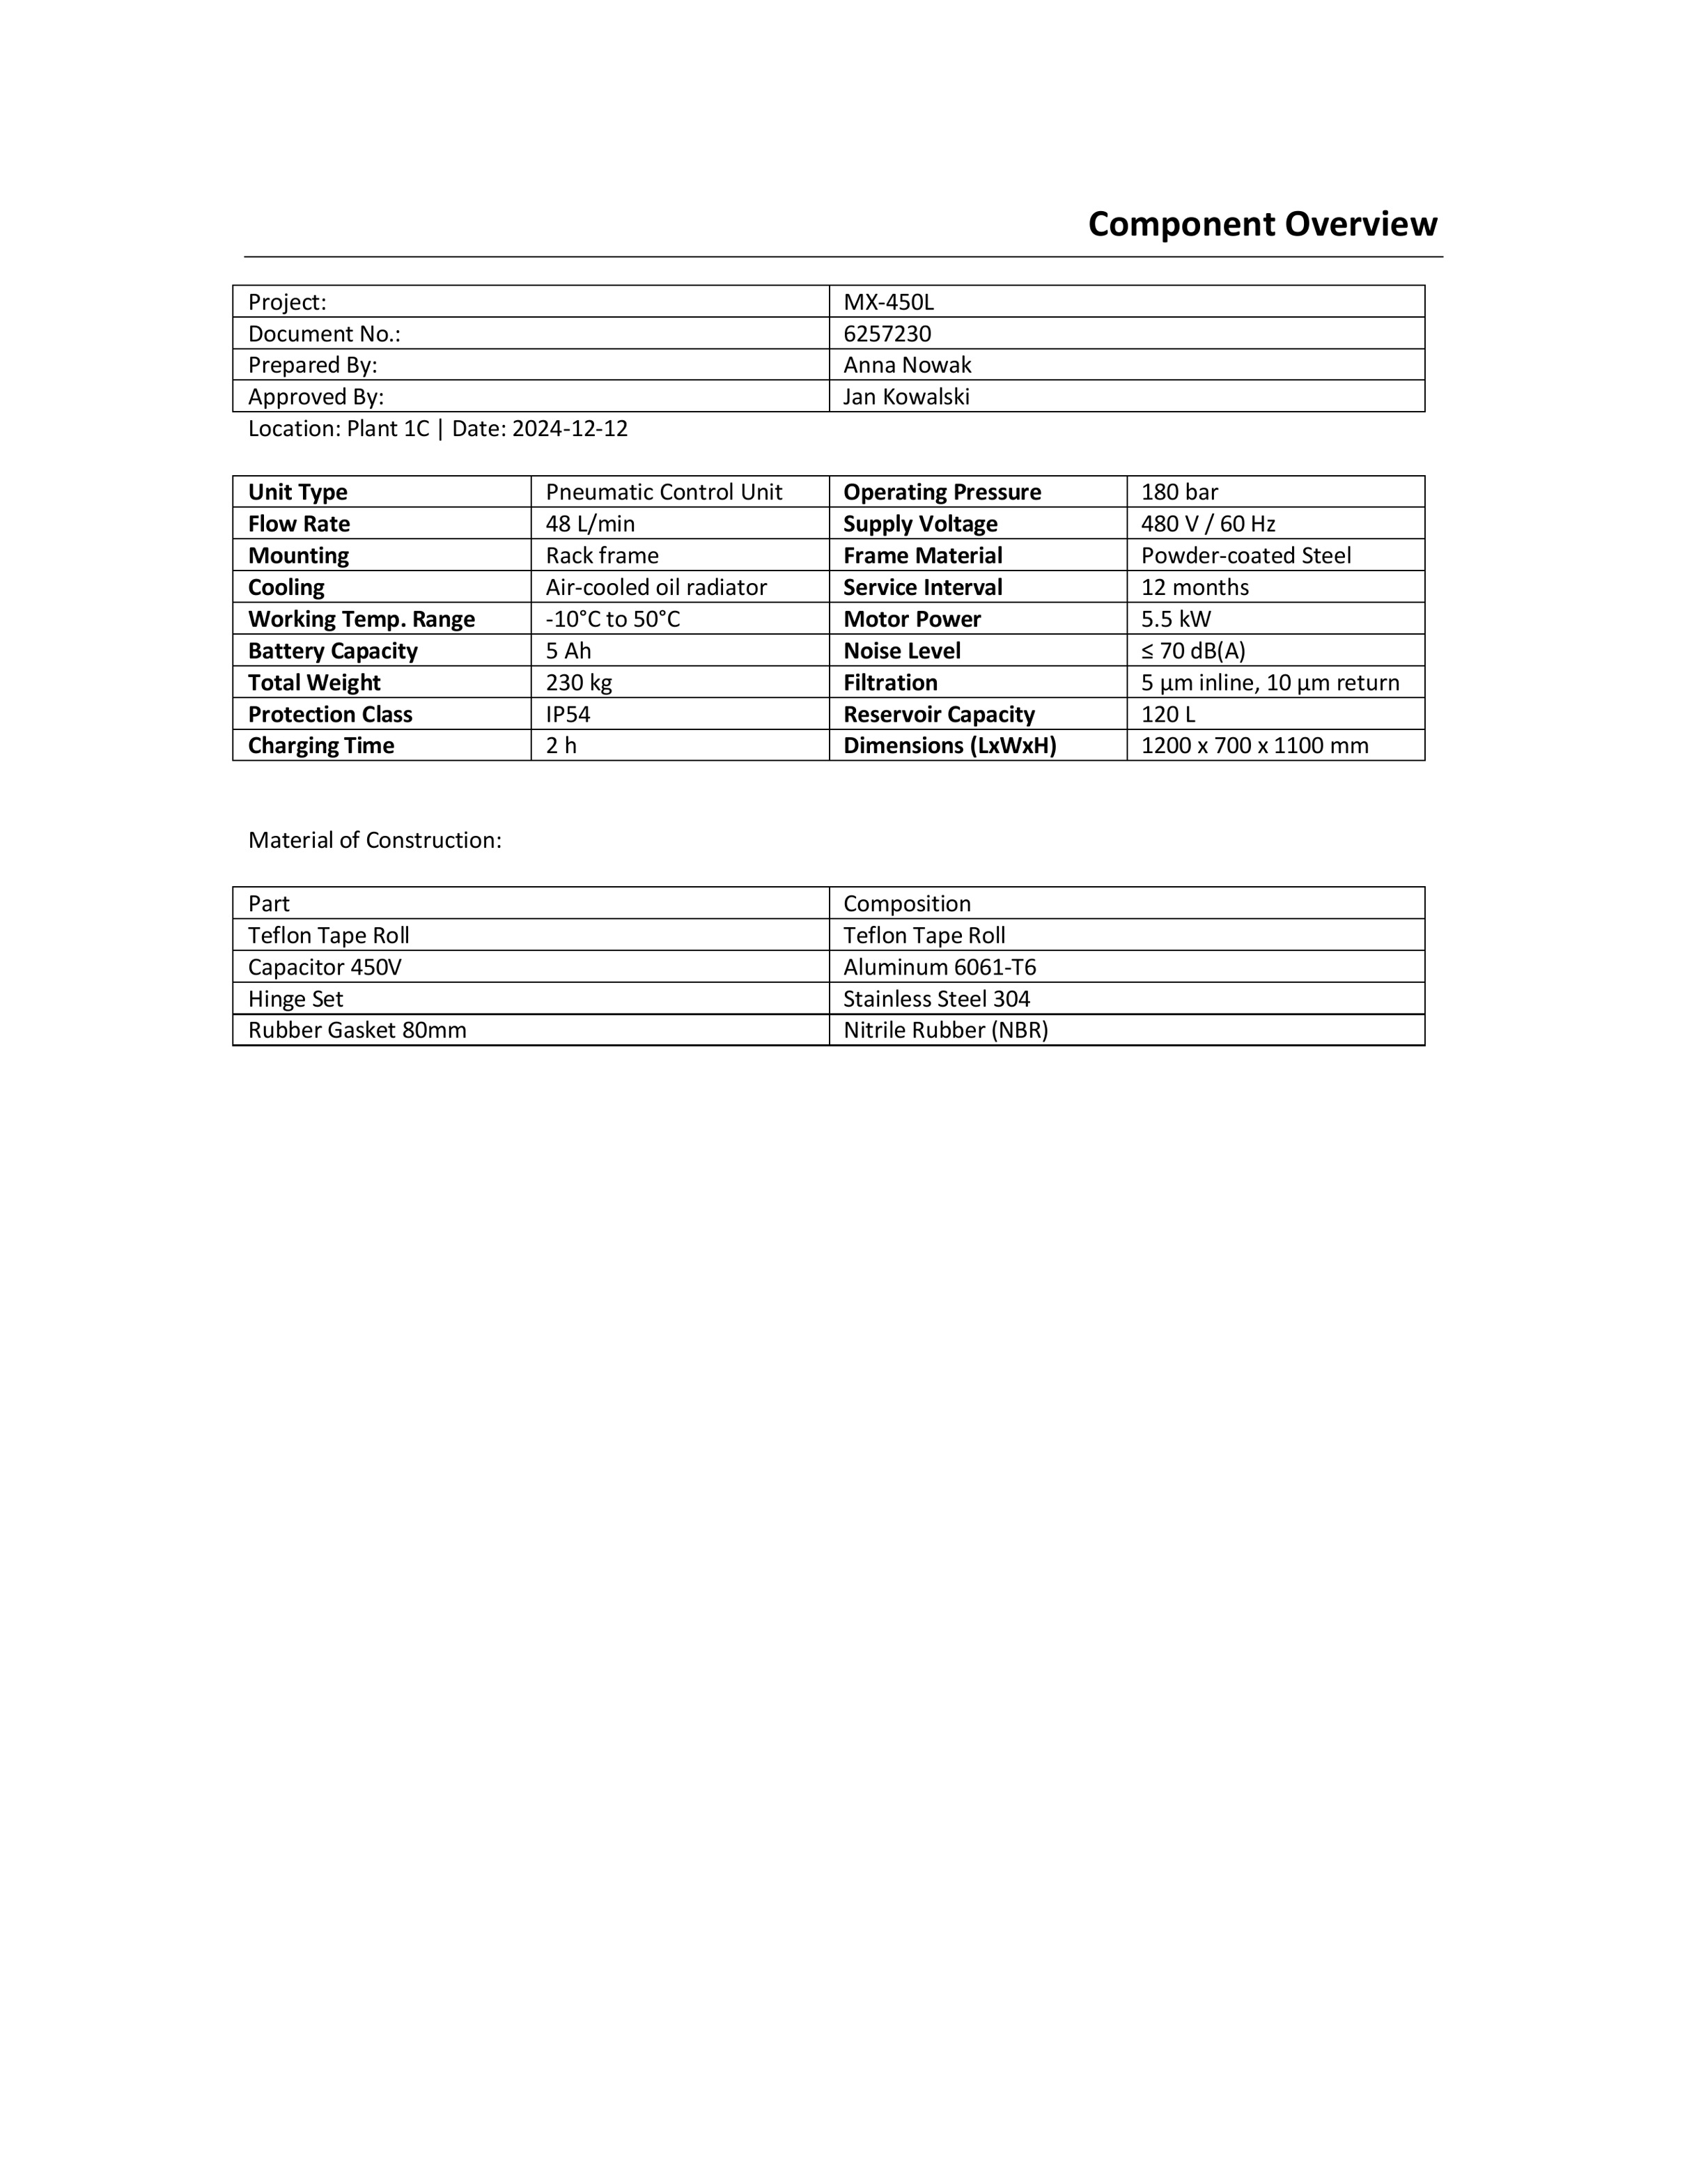 Component Overview
Project: MX-450L
Document No.: 6257230
Prepared By: Anna Nowak
Approved By: Jan Kowalski
Location: Plant 1C | Date: 2024-12-12
Unit Type Pneumatic Control Unit Operating Pressure 180 bar
Flow Rate 48 L/min Supply Voltage 480 V / 60 Hz
Mounting Rack frame Frame Material Powder-coated Steel
Cooling Air-cooled oil radiator Service Interval 12 months
Working Temp. Range -10°C to 50°C Motor Power 5.5 kW
Battery Capacity 5 Ah Noise Level ≤ 70 dB(A)
Total Weight 230 kg Filtration 5 µm inline, 10 µm return
Protection Class IP54 Reservoir Capacity 120 L
Charging Time 2 h Dimensions (LxWxH) 1200 x 700 x 1100 mm
Material of Construction:
Part Composition
Teflon Tape Roll Teflon Tape Roll
Capacitor 450V Aluminum 6061-T6
Hinge Set Stainless Steel 304
Rubber Gasket 80mm Nitrile Rubber (NBR)